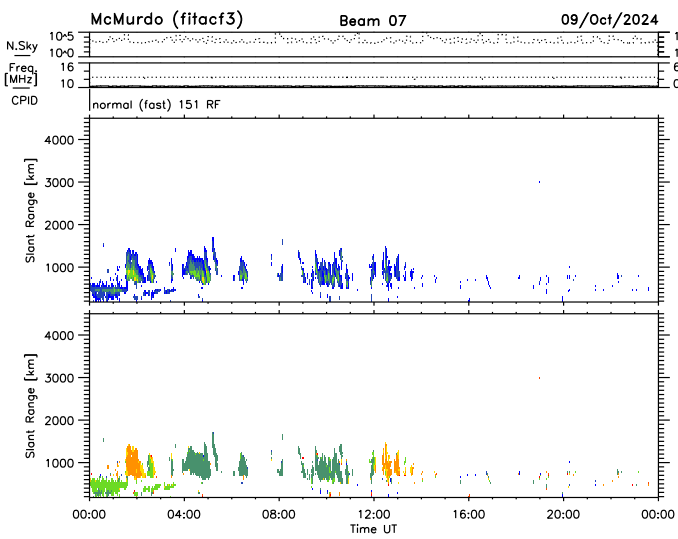 McMurdo (fitacf3) Beam 07 09/Oct/2024
N.Sky 10^5 10^0
Freq. [MHz] 16 10
CPID normal (fast) 151 RF
Slant Range [km]
4000
3000
2000
1000
Slant Range [km]
4000
3000
2000
1000
00:00 04:00 08:00 12:00 16:00 20:00 00:00
Time UT